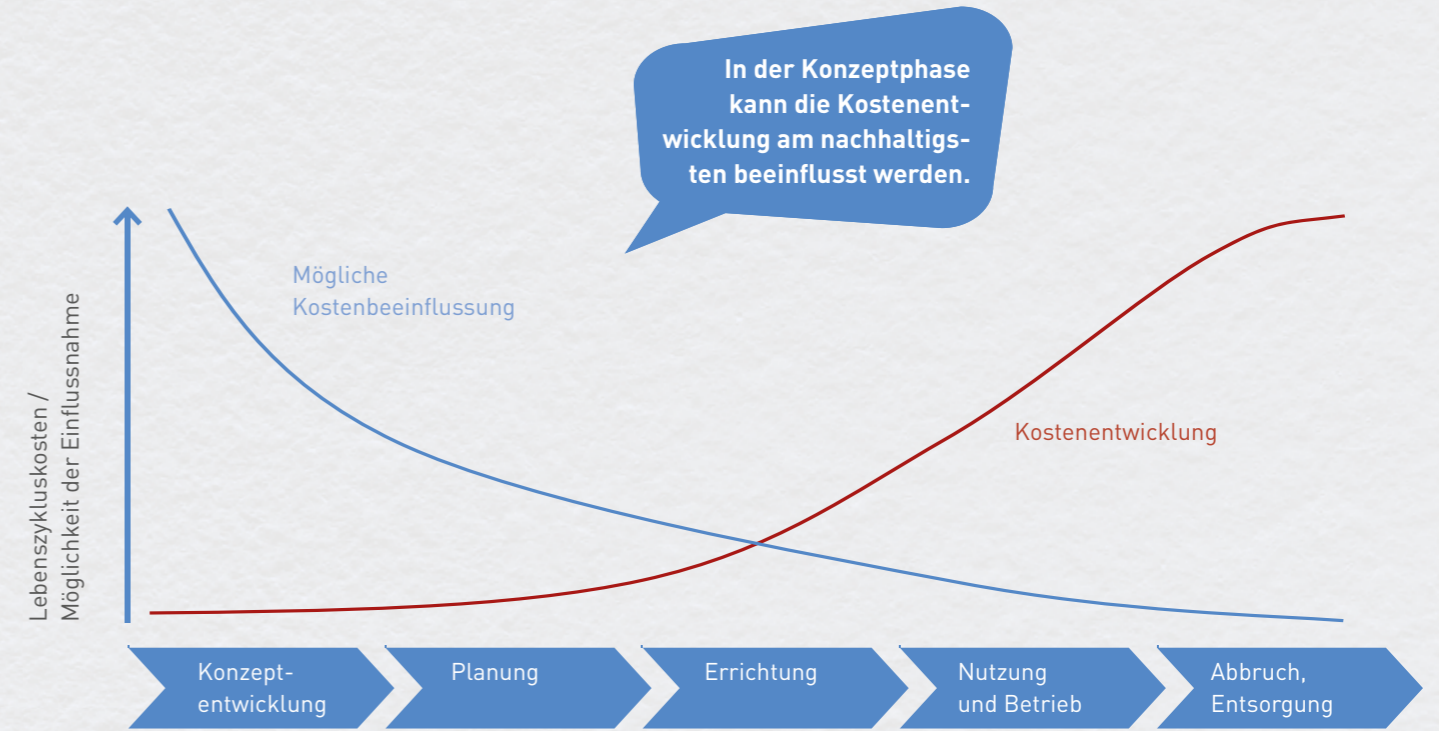 In der Konzeptphase
kann die Kostenent-
wicklung am nachhaltigs-
ten beeinflusst werden.
Mögliche
Kostenbeeinflussung
Kostenentwicklung
Lebenszykluskosten /
Möglichkeit der Einflussnahme
Konzept-
entwicklung
Planung
Errichtung
Nutzung
und Betrieb
Abbruch,
Entsorgung